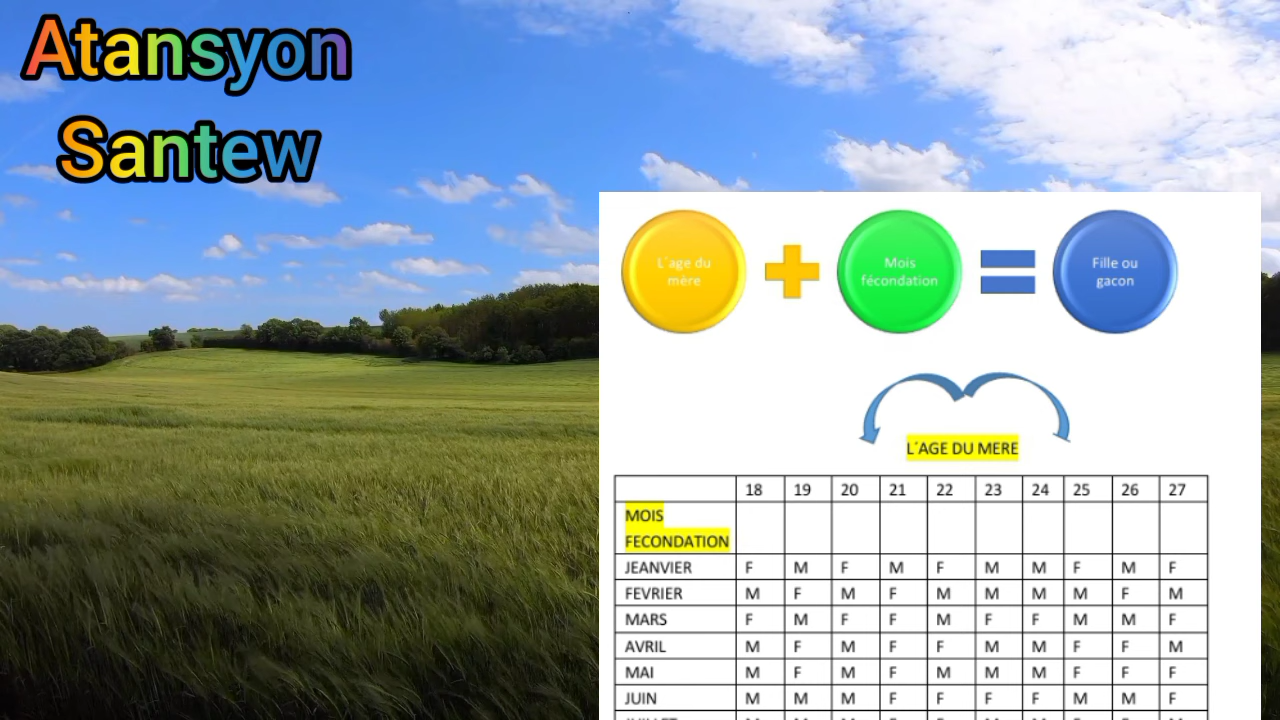 Atansyon
Santew
L´age du
mère
Mois
fécondation
Fille ou
gacon
L´AGE DU MERE
18 19 20 21 22 23 24 25 26 27
MOIS
FECONDATION
JEANVIER F M F M F M M F M F
FEVRIER M F M F M M M M F M
MARS F M F F M F F M M F
AVRIL M F M F F M M F F M
MAI M F M F M M M F F F
JUIN M M M F F F F M M F